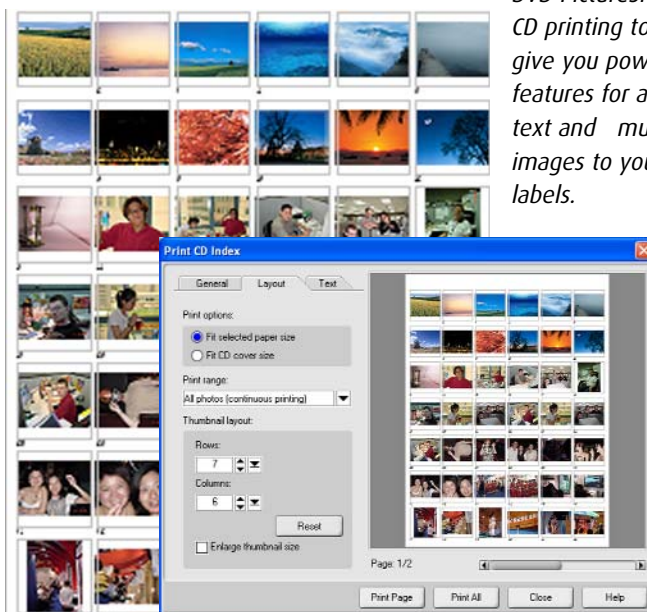 CD printing to
give you pow
features for a
text and mu
images to you
labels.
Print CD Index
General Layout Text
Print options:
Fit selected paper size
Fit CD cover size
Print range:
All photos (continuous printing)
Thumbnail layout:
Rows:
7
Columns:
6
Reset
Enlarge thumbnail size
Page: 1/2
Print Page Print All Close Help